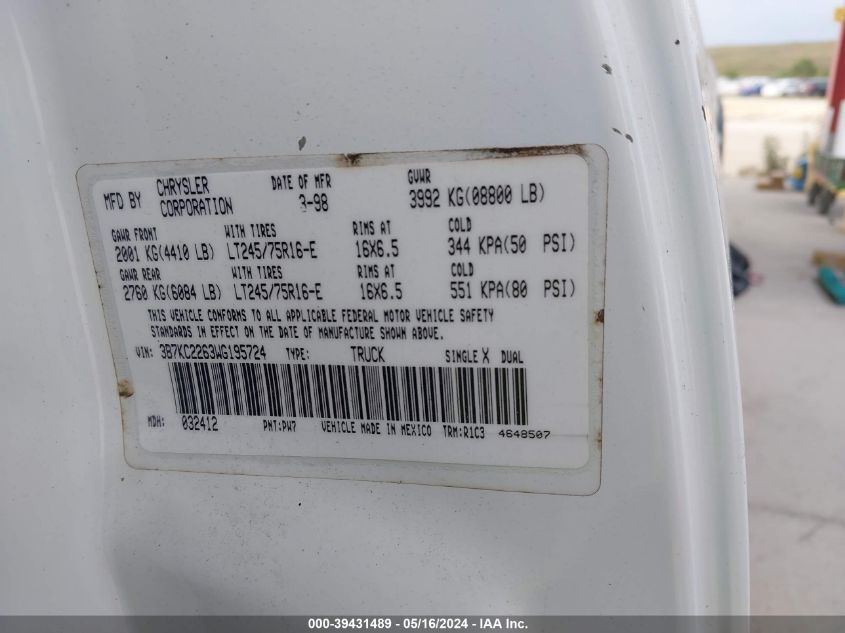 MFD BY CHRYSLER CORPORATION DATE OF MFR 3-98 GVWR 3992 KG(08800 LB)
GAWR FRONT WITH TIRES RIMS AT COLD
2001 KG(4410 LB) LT245/75R16-E 16X6.5 344 KPA(50 PSI)
GAWR REAR WITH TIRES RIMS AT COLD
2760 KG(6084 LB) LT245/75R16-E 16X6.5 551 KPA(80 PSI)
THIS VEHICLE CONFORMS TO ALL APPLICABLE FEDERAL MOTOR VEHICLE SAFETY
STANDARDS IN EFFECT ON THE DATE OF MANUFACTURE SHOWN ABOVE.
VIN: 3B7KC2263WG195724 TYPE: TRUCK SINGLE X DUAL
MDH: 032412 PNT:PW7 VEHICLE MADE IN MEXICO TRM:R1C3 4648507
000-39431489 - 05/16/2024 - IAA Inc.